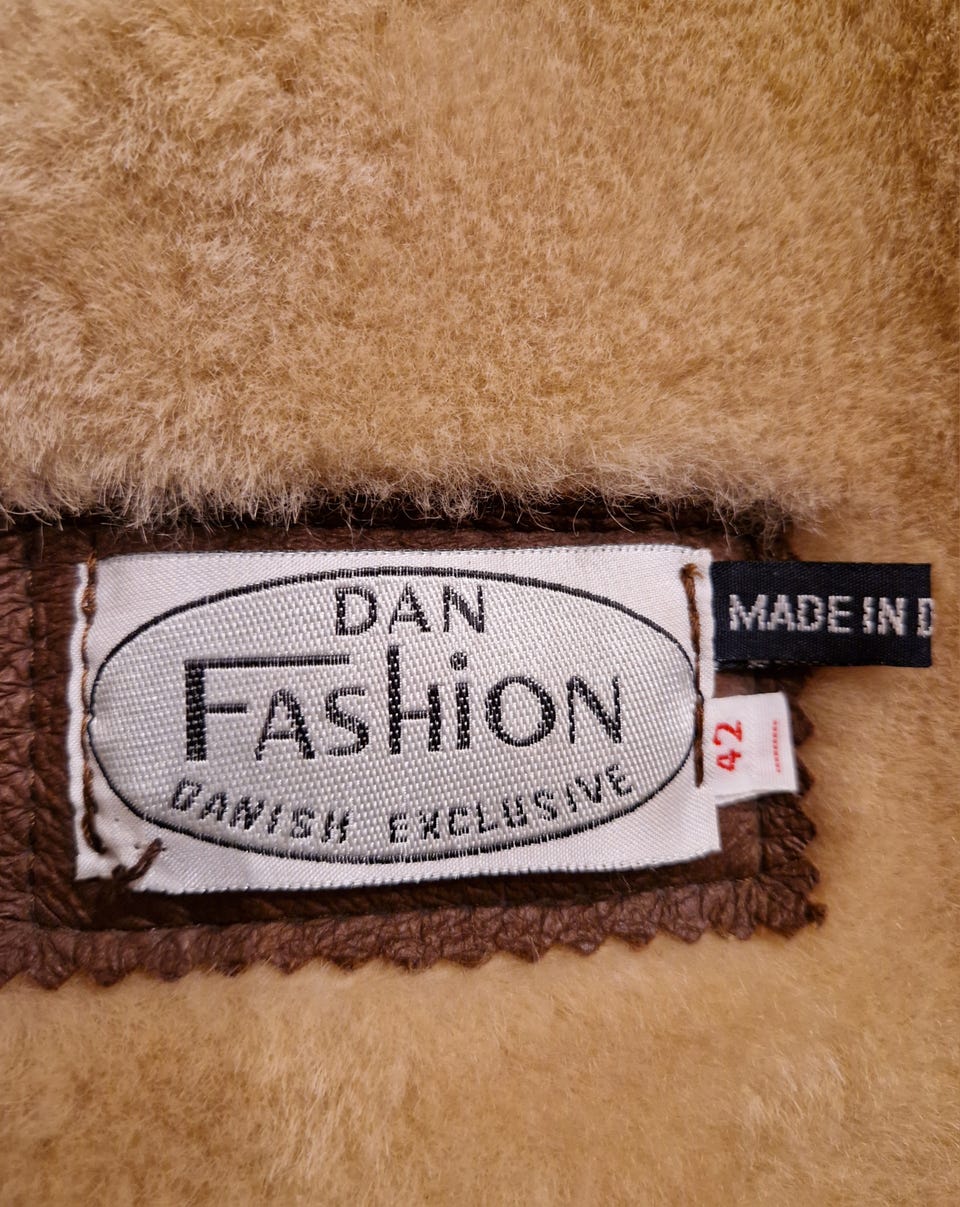 DAN
FASHiON
DANISH EXCLUSIVE
MADE IN D
42